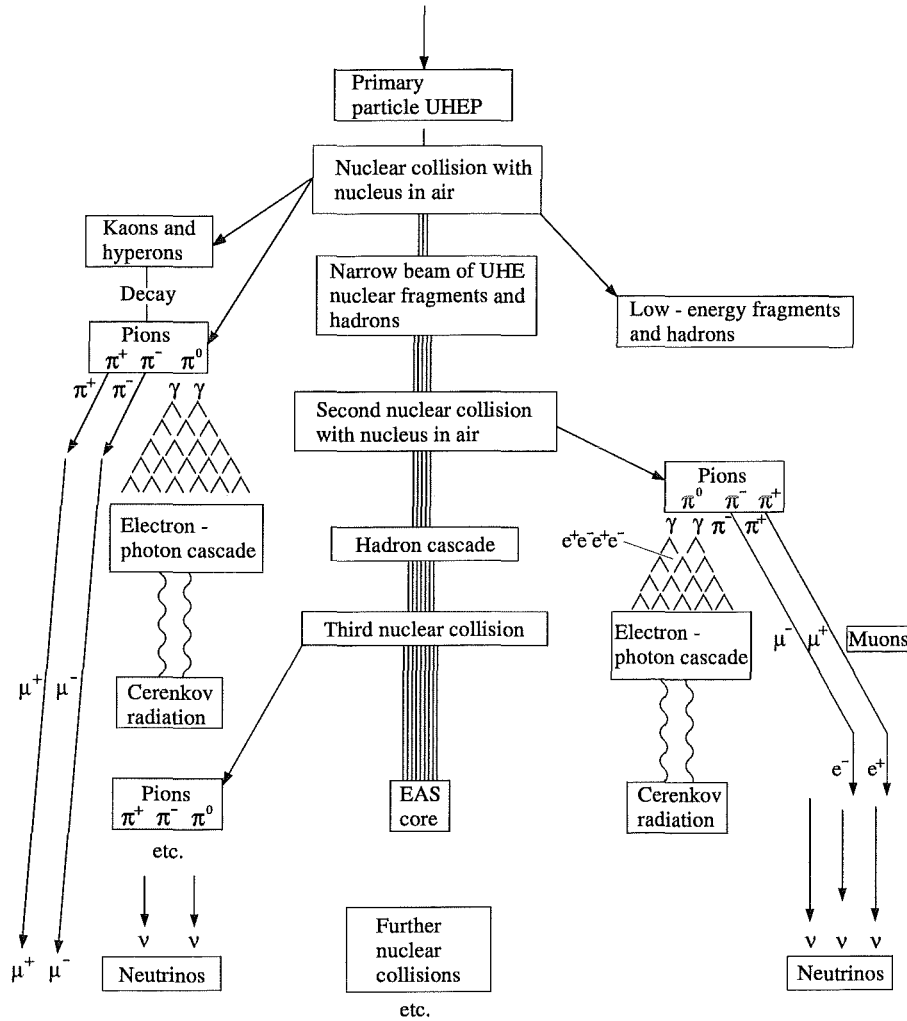 Primary
particle UHEP
Nuclear collision with
nucleus in air
Kaons and
hyperons
Narrow beam of UHE
nuclear fragments and
hadrons
Low - energy fragments
and hadrons
Decay
Pions
π⁺ π⁻ π⁰
π⁺ π⁻ γ γ
Second nuclear collision
with nucleus in air
Pions
π⁰ π⁻ π⁺
γ γ π⁻ π⁺
e⁺e⁻e⁺e⁻
Electron -
photon cascade
Hadron cascade
Third nuclear collision
Electron -
photon cascade
μ⁻ μ⁺
Muons
μ⁺ μ⁻
Cerenkov
radiation
e⁻ e⁺
Pions
π⁺ π⁻ π⁰
etc.
EAS
core
Cerenkov
radiation
Further
nuclear
collisions
etc.
ν ν
Neutrinos
μ⁺ μ⁻
ν ν ν
Neutrinos